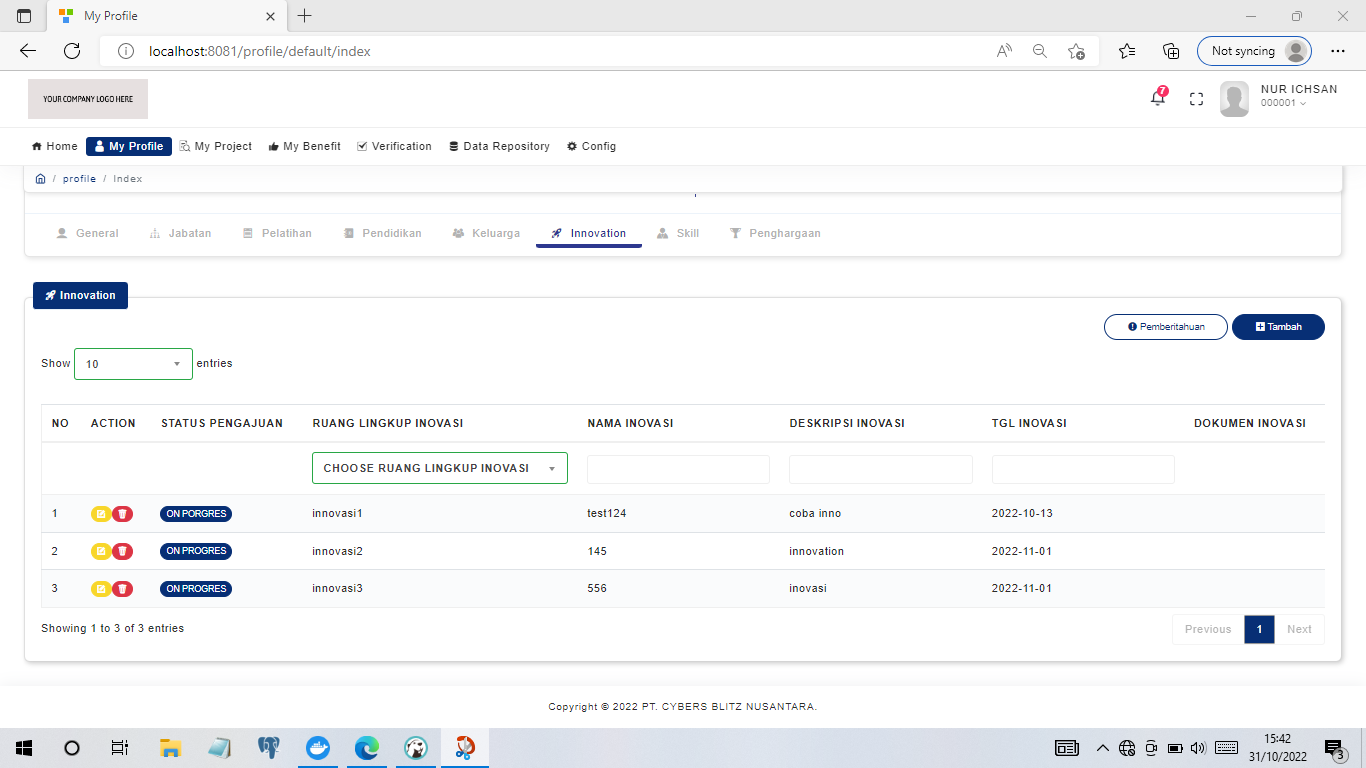 My Profile
localhost:8081/profile/default/index
Not syncing
YOUR COMPANY LOGO HERE
7
NUR ICHSAN
000001
Home My Profile My Project My Benefit Verification Data Repository Config
/ profile / Index
General Jabatan Pelatihan Pendidikan Keluarga Innovation Skill Penghargaan
Innovation
Pemberitahuan Tambah
Show 10 entries
NO ACTION STATUS PENGAJUAN RUANG LINGKUP INOVASI NAMA INOVASI DESKRIPSI INOVASI TGL INOVASI DOKUMEN INOVASI
CHOOSE RUANG LINGKUP INOVASI
1 ON PORGRES innovasi1 test124 coba inno 2022-10-13
2 ON PROGRES innovasi2 145 innovation 2022-11-01
3 ON PROGRES innovasi3 556 inovasi 2022-11-01
Showing 1 to 3 of 3 entries
Previous 1 Next
Copyright © 2022 PT. CYBERS BLITZ NUSANTARA.
15:42
31/10/2022
3